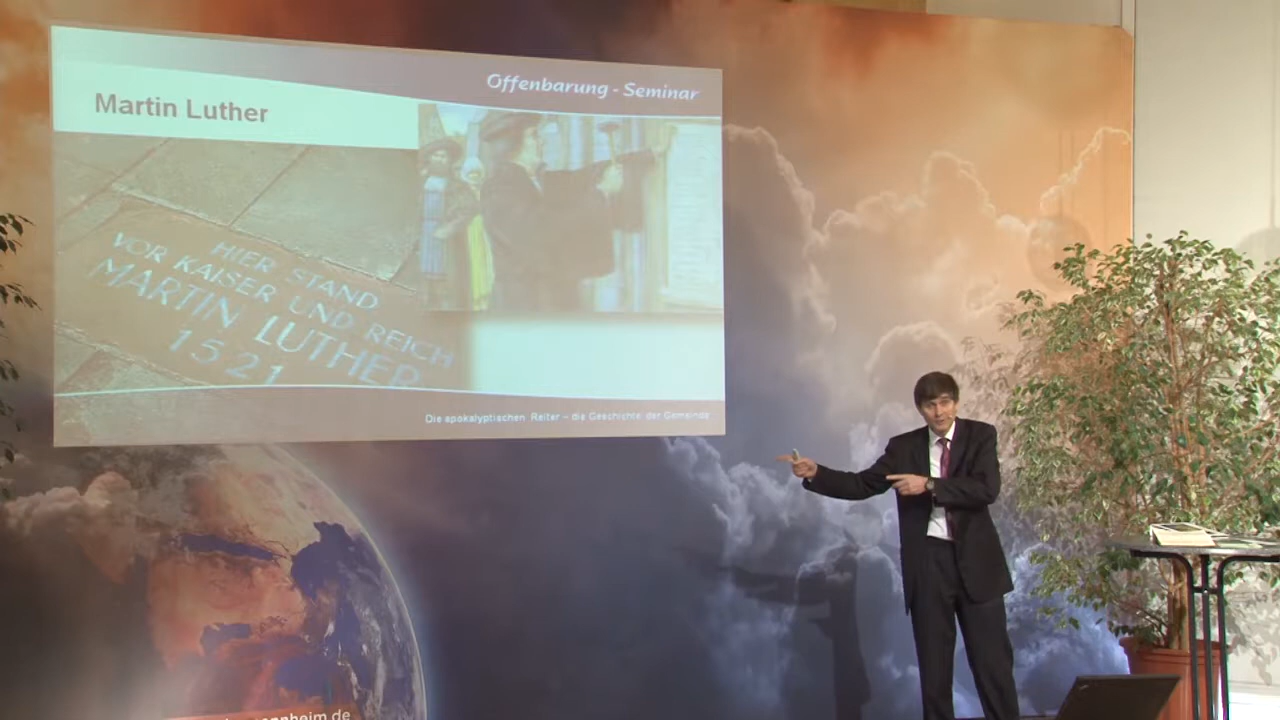 Offenbarung - Seminar
Martin Luther
HIER STAND
VOR KAISER UND REICH
MARTIN LUTHER
1521
Die apokalyptischen Reiter – die Geschichte der Gemeinde